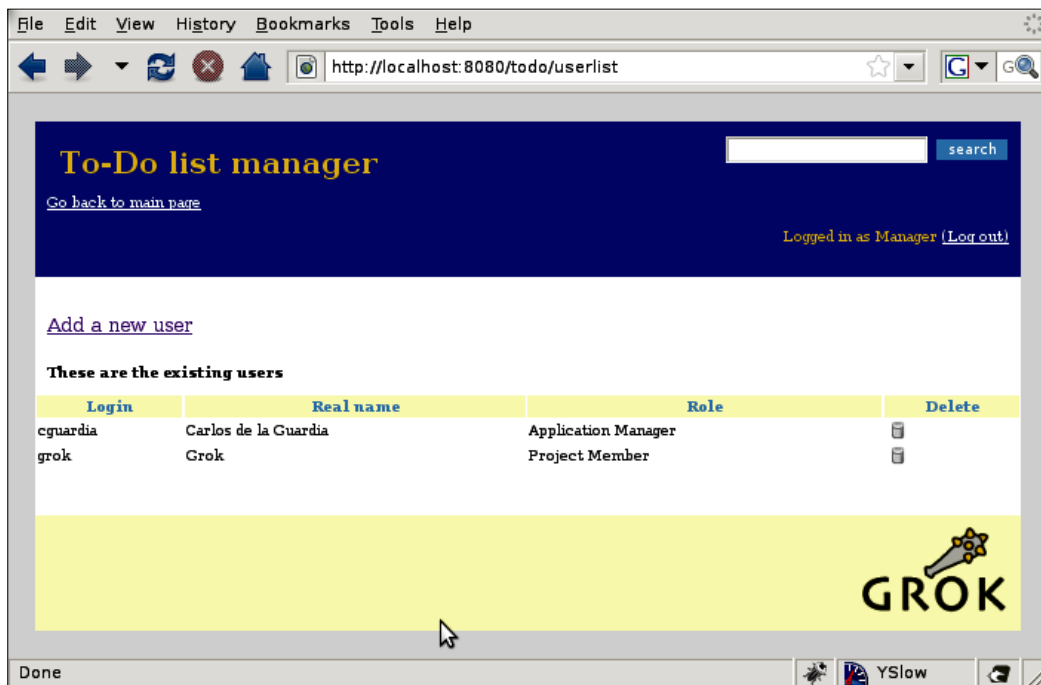 File Edit View History Bookmarks Tools Help
http://localhost:8080/todo/userlist
G
G
To-Do list manager
search
Go back to main page
Logged in as Manager (Log out)
Add a new user
These are the existing users
Login Real name Role Delete
cguardia Carlos de la Guardia Application Manager
grok Grok Project Member
GROK
Done YSlow